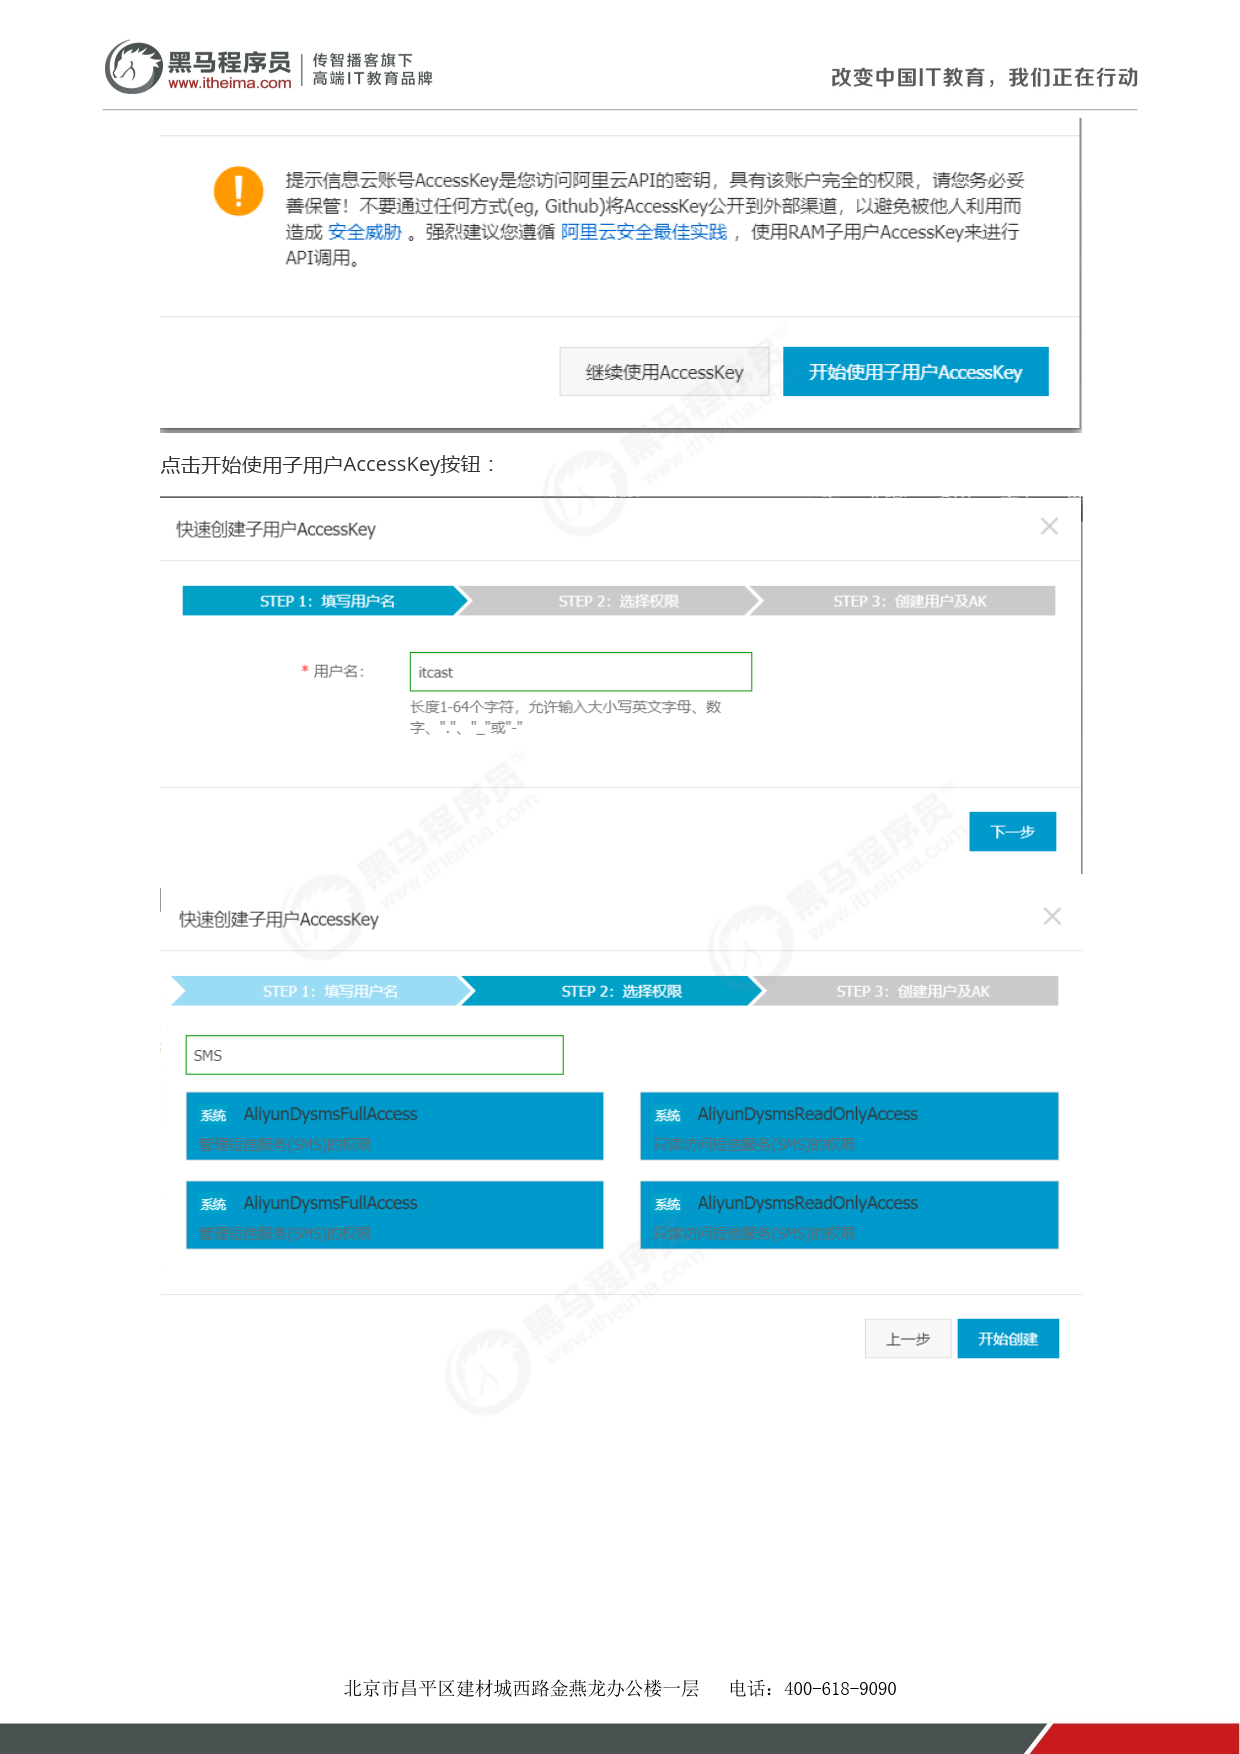 黑马程序员
www.itheima.com
传智播客旗下
高端IT教育品牌
改变中国IT教育，我们正在行动
提示信息云账号AccessKey是您访问阿里云API的密钥，具有该账户完全的权限，请您务必妥
善保管！不要通过任何方式(eg, Github)将AccessKey公开到外部渠道，以避免被他人利用而
造成 安全威胁 。强烈建议您遵循 阿里云安全最佳实践 ，使用RAM子用户AccessKey来进行
API调用。
继续使用AccessKey 开始使用子用户AccessKey
点击开始使用子用户AccessKey按钮：
快速创建子用户AccessKey
STEP 1：填写用户名 STEP 2：选择权限 STEP 3：创建用户及AK
* 用户名： itcast
长度1-64个字符，允许输入大小写英文字母、数
字、"."、"_"或"-"
下一步
快速创建子用户AccessKey
STEP 1：填写用户名 STEP 2：选择权限 STEP 3：创建用户及AK
SMS
系统 AliyunDysmsFullAccess 系统 AliyunDysmsReadOnlyAccess
管理短信服务(SMS)的权限 只读访问短信服务(SMS)的权限
系统 AliyunDysmsFullAccess 系统 AliyunDysmsReadOnlyAccess
管理短信服务(SMS)的权限 只读访问短信服务(SMS)的权限
上一步 开始创建
北京市昌平区建材城西路金燕龙办公楼一层 电话：400-618-9090